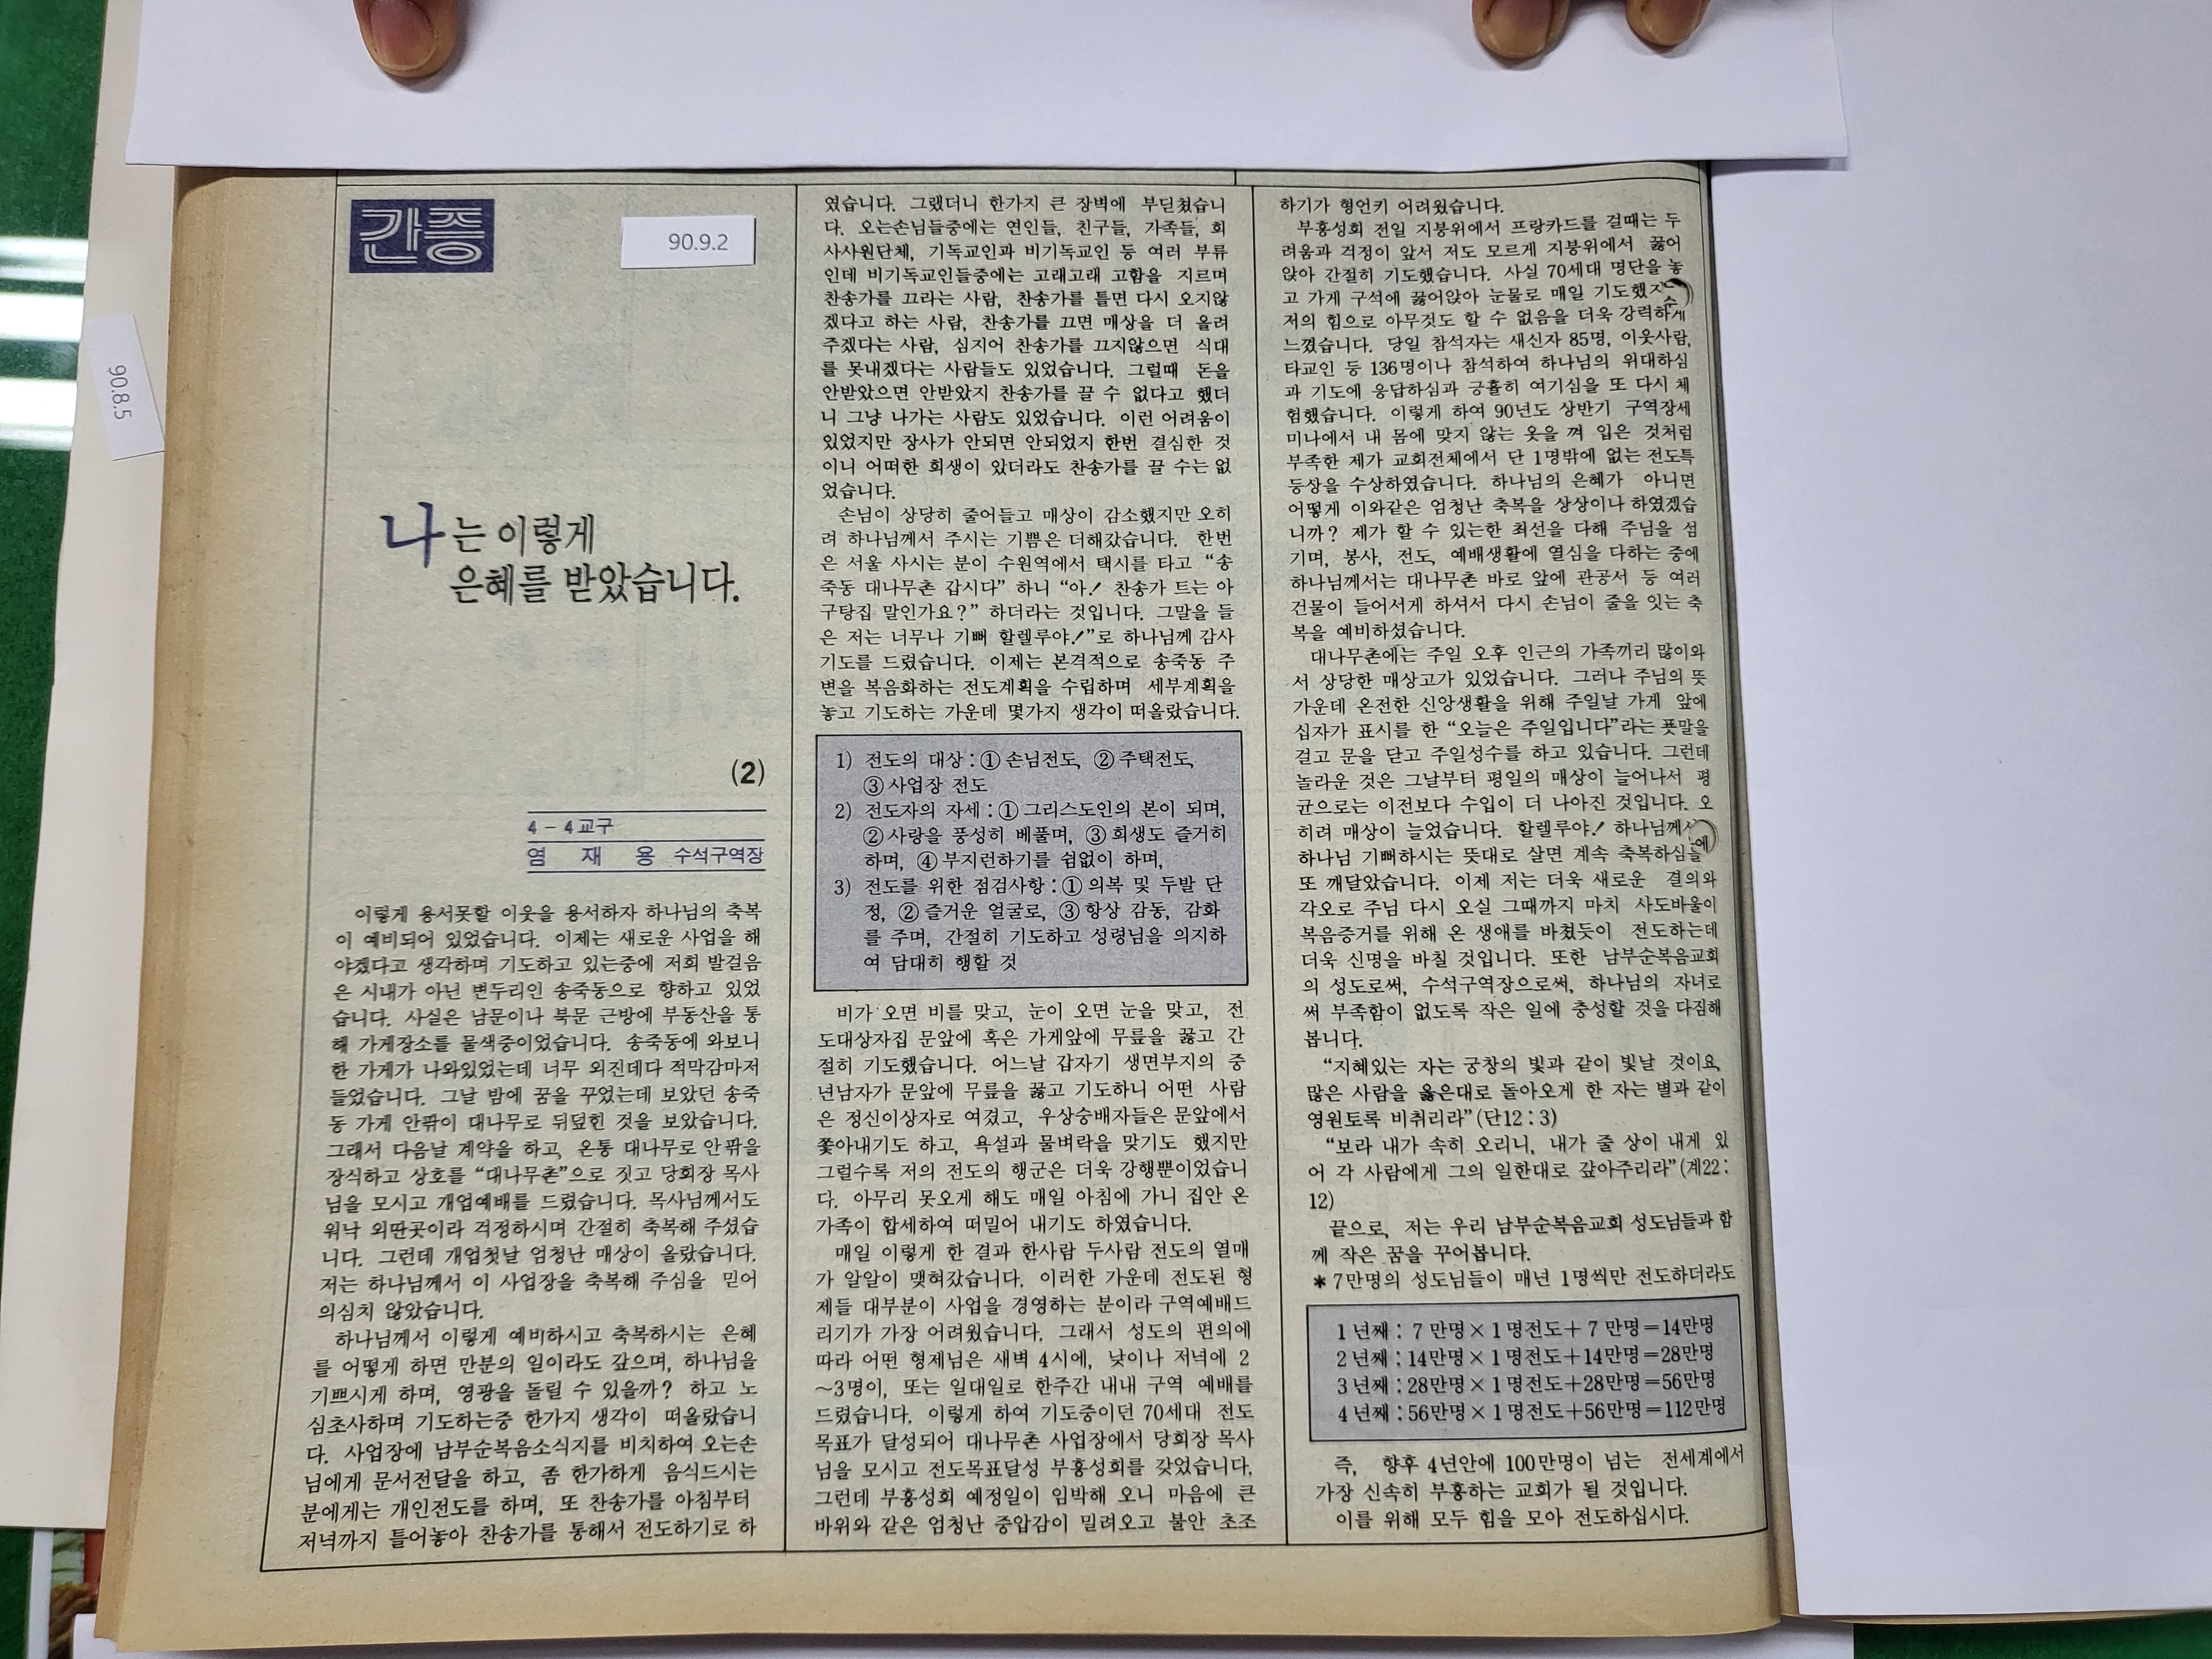 간증
90.9.2
90.8.5
나는 이렇게
은혜를 받았습니다.
(2)
4-4교구
염 재 용 수석구역장
이렇게 용서못할 이웃을 용서하자 하나님의 축복
이 예비되어 있었습니다. 이제는 새로운 사업을 해
야겠다고 생각하며 기도하고 있는중에 저희 발걸음
은 시내가 아닌 변두리인 송죽동으로 향하고 있었
습니다. 사실은 남문이나 북문 근방에 부동산을 통
해 가게장소를 물색중이었습니다. 송죽동에 와보니
한 가게가 나와있었는데 너무 외진데다 적막감마저
들었습니다. 그날 밤에 꿈을 꾸었는데 보았던 송죽
동 가게 안팎이 대나무로 뒤덮힌 것을 보았습니다.
그래서 다음날 계약을 하고, 온통 대나무로 안팎을
장식하고 상호를 “대나무촌”으로 짓고 당회장 목사
님을 모시고 개업예배를 드렸습니다. 목사님께서도
워낙 외딴곳이라 걱정하시며 간절히 축복해 주셨습
니다. 그런데 개업첫날 엄청난 매상이 올랐습니다.
저는 하나님께서 이 사업장을 축복해 주심을 믿어
의심치 않았습니다.
하나님께서 이렇게 예비하시고 축복하시는 은혜
를 어떻게 하면 만분의 일이라도 갚으며, 하나님을
기쁘시게 하며, 영광을 돌릴 수 있을까? 하고 노
심초사하며 기도하는중 한가지 생각이 떠올랐습니
다. 사업장에 남부순복음소식지를 비치하여 오는손
님에게 문서전달을 하고, 좀 한가하게 음식드시는
분에게는 개인전도를 하며, 또 찬송가를 아침부터
저녁까지 틀어놓아 찬송가를 통해서 전도하기로 하
였습니다. 그랬더니 한가지 큰 장벽에 부딛쳤습니
다. 오는손님들중에는 연인들, 친구들, 가족들, 회
사사원단체, 기독교인과 비기독교인 등 여러 부류
인데 비기독교인들중에는 고래고래 고함을 지르며
찬송가를 끄라는 사람, 찬송가를 틀면 다시 오지않
겠다고 하는 사람, 찬송가를 끄면 매상을 더 올려
주겠다는 사람, 심지어 찬송가를 끄지않으면 식대
를 못내겠다는 사람들도 있었습니다. 그럴때 돈을
안받았으면 안받았지 찬송가를 끌 수 없다고 했더
니 그냥 나가는 사람도 있었습니다. 이런 어려움이
있었지만 장사가 안되면 안되었지 한번 결심한 것
이니 어떠한 희생이 있더라도 찬송가를 끌 수는 없
었습니다.
손님이 상당히 줄어들고 매상이 감소했지만 오히
려 하나님께서 주시는 기쁨은 더해갔습니다. 한번
은 서울 사시는 분이 수원역에서 택시를 타고 “송
죽동 대나무촌 갑시다” 하니 “아! 찬송가 트는 아
구탕집 말인가요?” 하더라는 것입니다. 그말을 들
은 저는 너무나 기뻐 할렐루야!”로 하나님께 감사
기도를 드렸습니다. 이제는 본격적으로 송죽동 주
변을 복음화하는 전도계획을 수립하며 세부계획을
놓고 기도하는 가운데 몇가지 생각이 떠올랐습니다.
1) 전도의 대상 : ① 손님전도, ② 주택전도,
③ 사업장 전도
2) 전도자의 자세 : ① 그리스도인의 본이 되며,
② 사랑을 풍성히 베풀며, ③ 희생도 즐거히
하며, ④ 부지런하기를 쉼없이 하며,
3) 전도를 위한 점검사항 : ① 의복 및 두발 단
정, ② 즐거운 얼굴로, ③ 항상 감동, 감화
를 주며, 간절히 기도하고 성령님을 의지하
여 담대히 행할 것
비가 오면 비를 맞고, 눈이 오면 눈을 맞고, 전
도대상자집 문앞에 혹은 가게앞에 무릎을 꿇고 간
절히 기도했습니다. 어느날 갑자기 생면부지의 중
년남자가 문앞에 무릎을 꿇고 기도하니 어떤 사람
은 정신이상자로 여겼고, 우상숭배자들은 문앞에서
쫓아내기도 하고, 욕설과 물벼락을 맞기도 했지만
그럴수록 저의 전도의 행군은 더욱 강행뿐이었습니
다. 아무리 못오게 해도 매일 아침에 가니 집안 온
가족이 합세하여 떠밀어 내기도 하였습니다.
매일 이렇게 한 결과 한사람 두사람 전도의 열매
가 알알이 맺혀갔습니다. 이러한 가운데 전도된 형
제들 대부분이 사업을 경영하는 분이라 구역예배드
리기가 가장 어려웠습니다. 그래서 성도의 편의에
따라 어떤 형제님은 새벽 4시에, 낮이나 저녁에 2
～3명이, 또는 일대일로 한주간 내내 구역 예배를
드렸습니다. 이렇게 하여 기도중이던 70세대 전도
목표가 달성되어 대나무촌 사업장에서 당회장 목사
님을 모시고 전도목표달성 부흥성회를 갖었습니다.
그런데 부흥성회 예정일이 임박해 오니 마음에 큰
바위와 같은 엄청난 중압감이 밀려오고 불안 초조
하기가 형언키 어려웠습니다.
부흥성회 전일 지붕위에서 프랑카드를 걸때는 두
려움과 걱정이 앞서 저도 모르게 지붕위에서 꿇어
앉아 간절히 기도했습니다. 사실 70세대 명단을 놓
고 가게 구석에 꿇어앉아 눈물로 매일 기도했지
순
저의 힘으로 아무것도 할 수 없음을 더욱 강력하게
느꼈습니다. 당일 참석자는 새신자 85명, 이웃사람,
타교인 등 136명이나 참석하여 하나님의 위대하심
과 기도에 응답하심과 긍휼히 여기심을 또 다시 체
험했습니다. 이렇게 하여 90년도 상반기 구역장세
미나에서 내 몸에 맞지 않는 옷을 껴 입은 것처럼
부족한 제가 교회전체에서 단 1명밖에 없는 전도특
등상을 수상하였습니다. 하나님의 은혜가 아니면
어떻게 이와같은 엄청난 축복을 상상이나 하였겠습
니까? 제가 할 수 있는한 최선을 다해 주님을 섬
기며, 봉사, 전도, 예배생활에 열심을 다하는 중에
하나님께서는 대나무촌 바로 앞에 관공서 등 여러
건물이 들어서게 하셔서 다시 손님이 줄을 잇는 축
복을 예비하셨습니다.
대나무촌에는 주일 오후 인근의 가족끼리 많이와
서 상당한 매상고가 있었습니다. 그러나 주님의 뜻
가운데 온전한 신앙생활을 위해 주일날 가게 앞에
십자가 표시를 한 “오늘은 주일입니다”라는 푯말을
걸고 문을 닫고 주일성수를 하고 있습니다. 그런데
놀라운 것은 그날부터 평일의 매상이 늘어나서 평
균으로는 이전보다 수입이 더 나아진 것입니다. 오
히려 매상이 늘었습니다. 할렐루야! 하나님께서
에
하나님 기뻐하시는 뜻대로 살면 계속 축복하심을
또 깨달았습니다. 이제 저는 더욱 새로운 결의와
각오로 주님 다시 오실 그때까지 마치 사도바울이
복음증거를 위해 온 생애를 바쳤듯이 전도하는데
더욱 신명을 바칠 것입니다. 또한 남부순복음교회
의 성도로써, 수석구역장으로써, 하나님의 자녀로
써 부족함이 없도록 작은 일에 충성할 것을 다짐해
봅니다.
“지혜있는 자는 궁창의 빛과 같이 빛날 것이요,
많은 사람을 옳은대로 돌아오게 한 자는 별과 같이
영원토록 비취리라” (단12 : 3)
“보라 내가 속히 오리니, 내가 줄 상이 내게 있
어 각 사람에게 그의 일한대로 갚아주리라” (계22 :
12)
끝으로, 저는 우리 남부순복음교회 성도님들과 함
께 작은 꿈을 꾸어봅니다.
* 7만명의 성도님들이 매년 1명씩만 전도하더라도
1 년째 : 7 만명 × 1 명전도＋ 7 만명＝14만명
2 년째 : 14만명 × 1 명전도＋14만명＝28만명
3 년째 : 28만명 × 1 명전도＋28만명＝56만명
4 년째 : 56만명 × 1 명전도＋56만명＝112만명
즉, 향후 4년안에 100만명이 넘는 전세계에서
가장 신속히 부흥하는 교회가 될 것입니다.
이를 위해 모두 힘을 모아 전도하십시다.